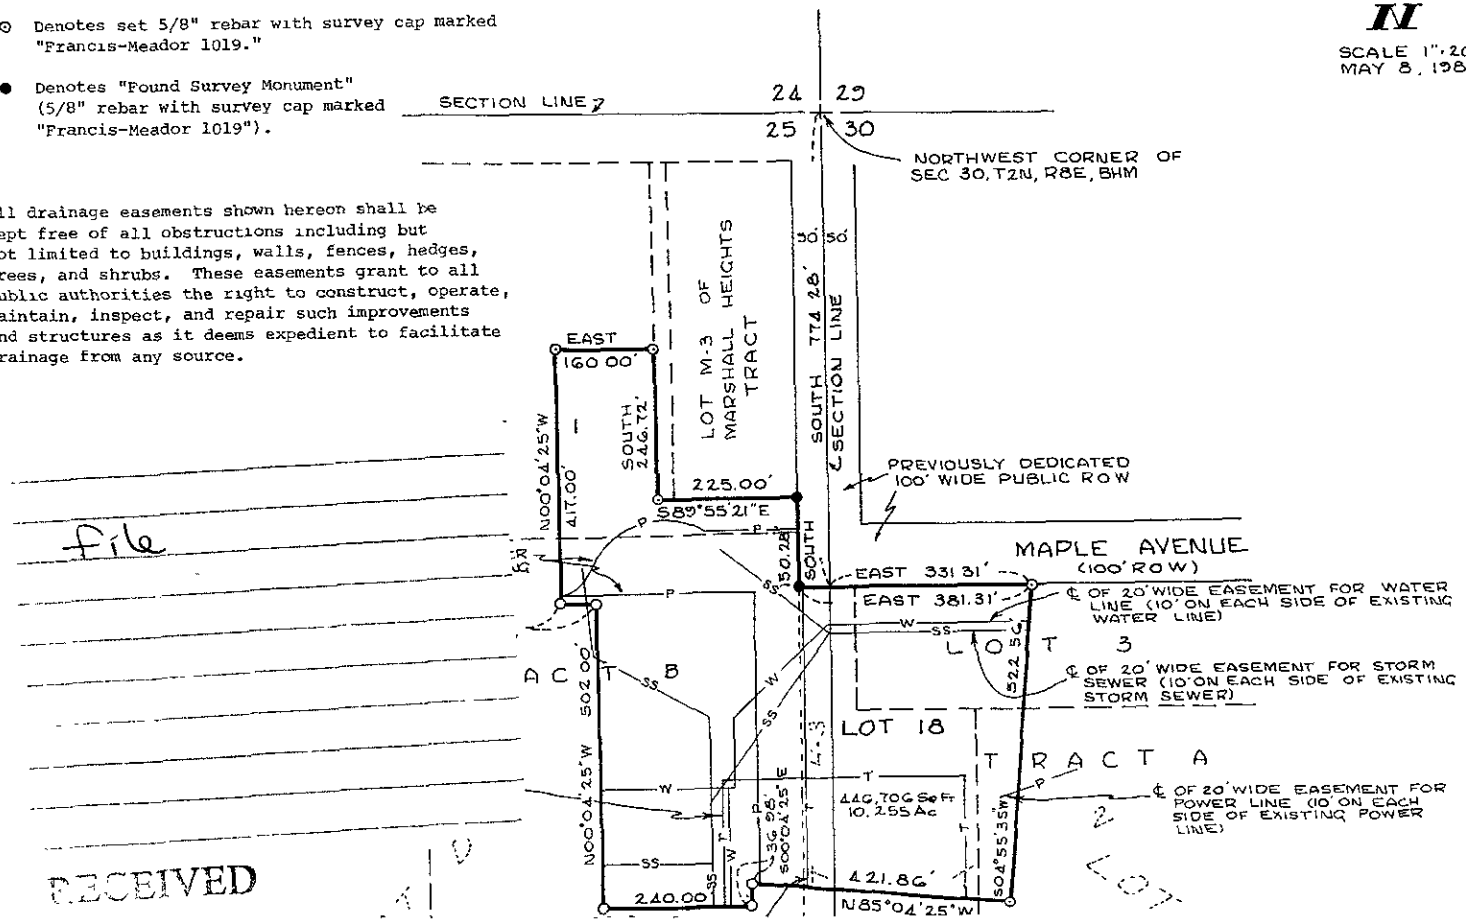 Denotes set 5/8" rebar with survey cap marked
"Francis-Meador 1019."
Denotes "Found Survey Monument"
(5/8" rebar with survey cap marked
"Francis-Meador 1019").
ll drainage easements shown hereon shall be
ept free of all obstructions including but
ot limited to buildings, walls, fences, hedges,
rees, and shrubs. These easements grant to all
ublic authorities the right to construct, operate,
aintain, inspect, and repair such improvements
nd structures as it deems expedient to facilitate
rainage from any source.
N
SCALE 1":20
MAY 8, 198
SECTION LINE
24 29
25 30
NORTHWEST CORNER OF
SEC 30, T2N, R8E, BHM
LOT M-3 OF
MARSHALL HEIGHTS
TRACT
50' 50'
SOUTH 774 28'
℄ SECTION LINE
EAST
160 00'
SOUTH
246.72'
N00°04'25"W
417.00'
225.00'
S89°55'21"E
PREVIOUSLY DEDICATED
100' WIDE PUBLIC ROW
150.28'
SOUTH
MAPLE AVENUE
(100' ROW)
EAST 331 31'
EAST 381.31'
℄ OF 20' WIDE EASEMENT FOR WATER
LINE (10' ON EACH SIDE OF EXISTING
WATER LINE)
L O T 3
℄ OF 20' WIDE EASEMENT FOR STORM
SEWER (10' ON EACH SIDE OF EXISTING
STORM SEWER)
522 56
P
P
P
SS
W
SS
A C T B
SS
W
SS
502 00'
N00°04'25"W
LOT 18
T R A C T A
T
446,706 Sq Ft
10.255 Ac
P
℄ OF 20' WIDE EASEMENT FOR
POWER LINE (10' ON EACH
SIDE OF EXISTING POWER
LINE)
S04°55'35"W
2
LOT
W
P
T
T
T
36 98'
S00°04'25"E
SS
W
SS
240.00'
421.86'
N85°04'25"W
File
RECEIVED